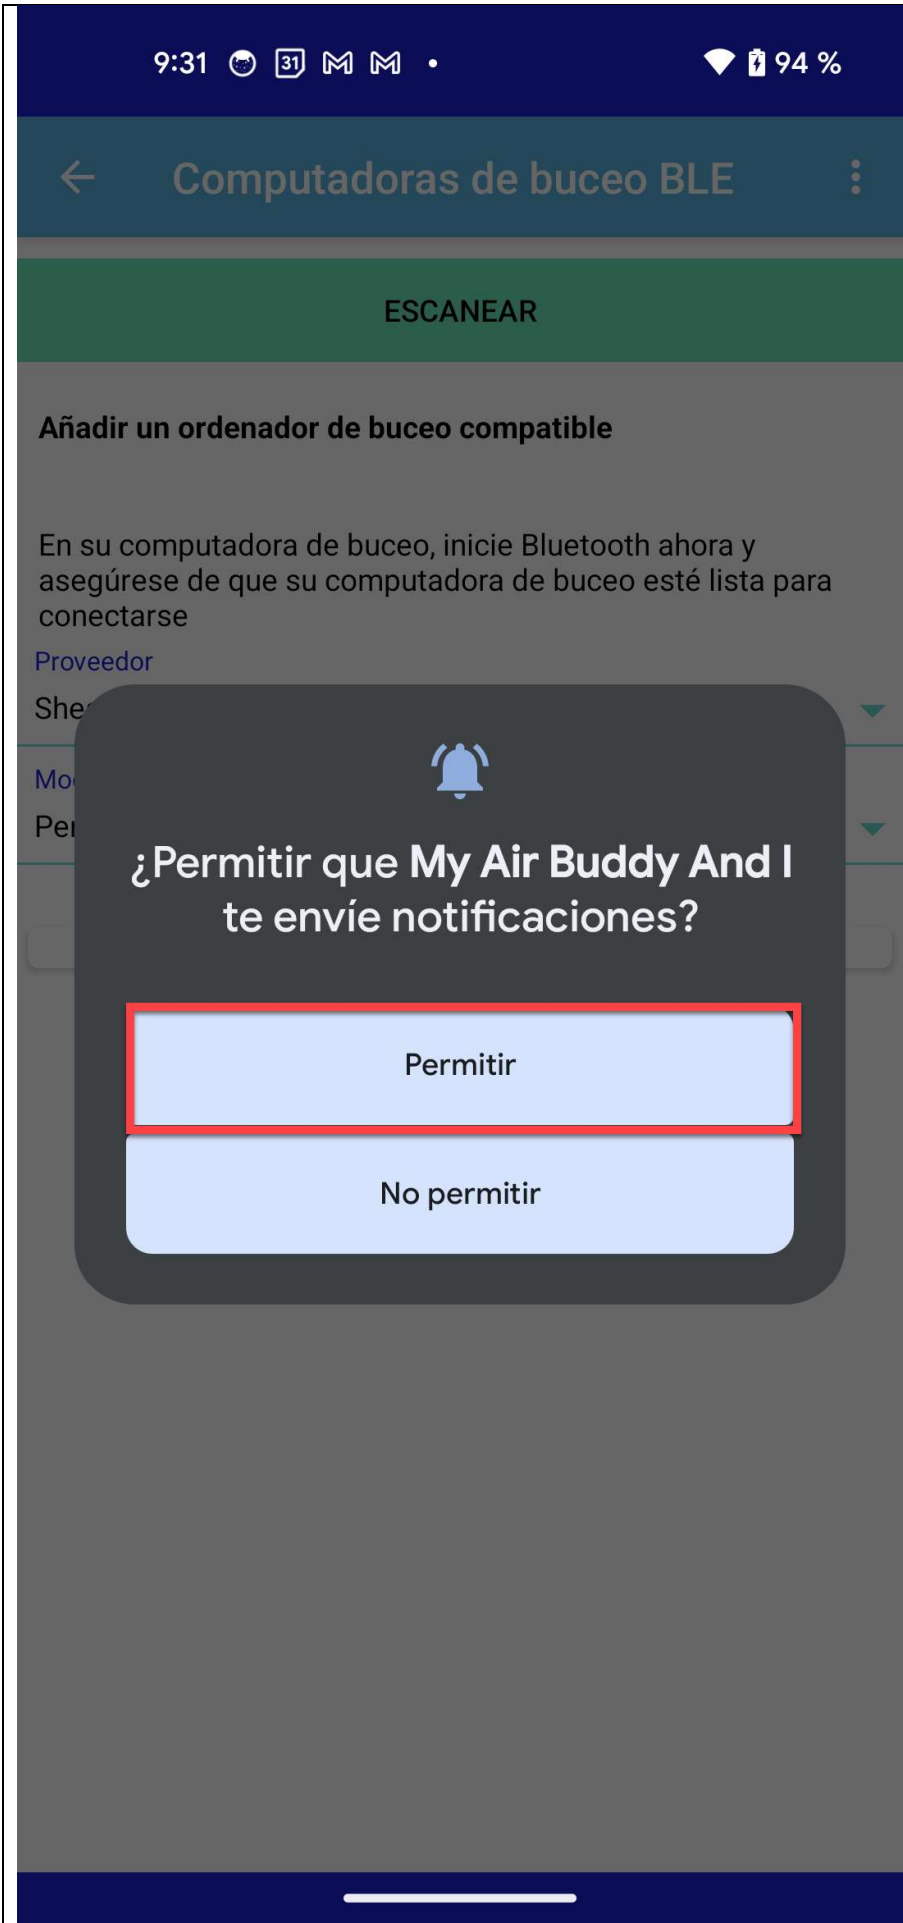 9:31 31 94 %
Computadoras de buceo BLE
ESCANEAR
Añadir un ordenador de buceo compatible
En su computadora de buceo, inicie Bluetooth ahora y
asegúrese de que su computadora de buceo esté lista para
conectarse
Proveedor
¿Permitir que My Air Buddy And I
te envíe notificaciones?
Permitir
No permitir